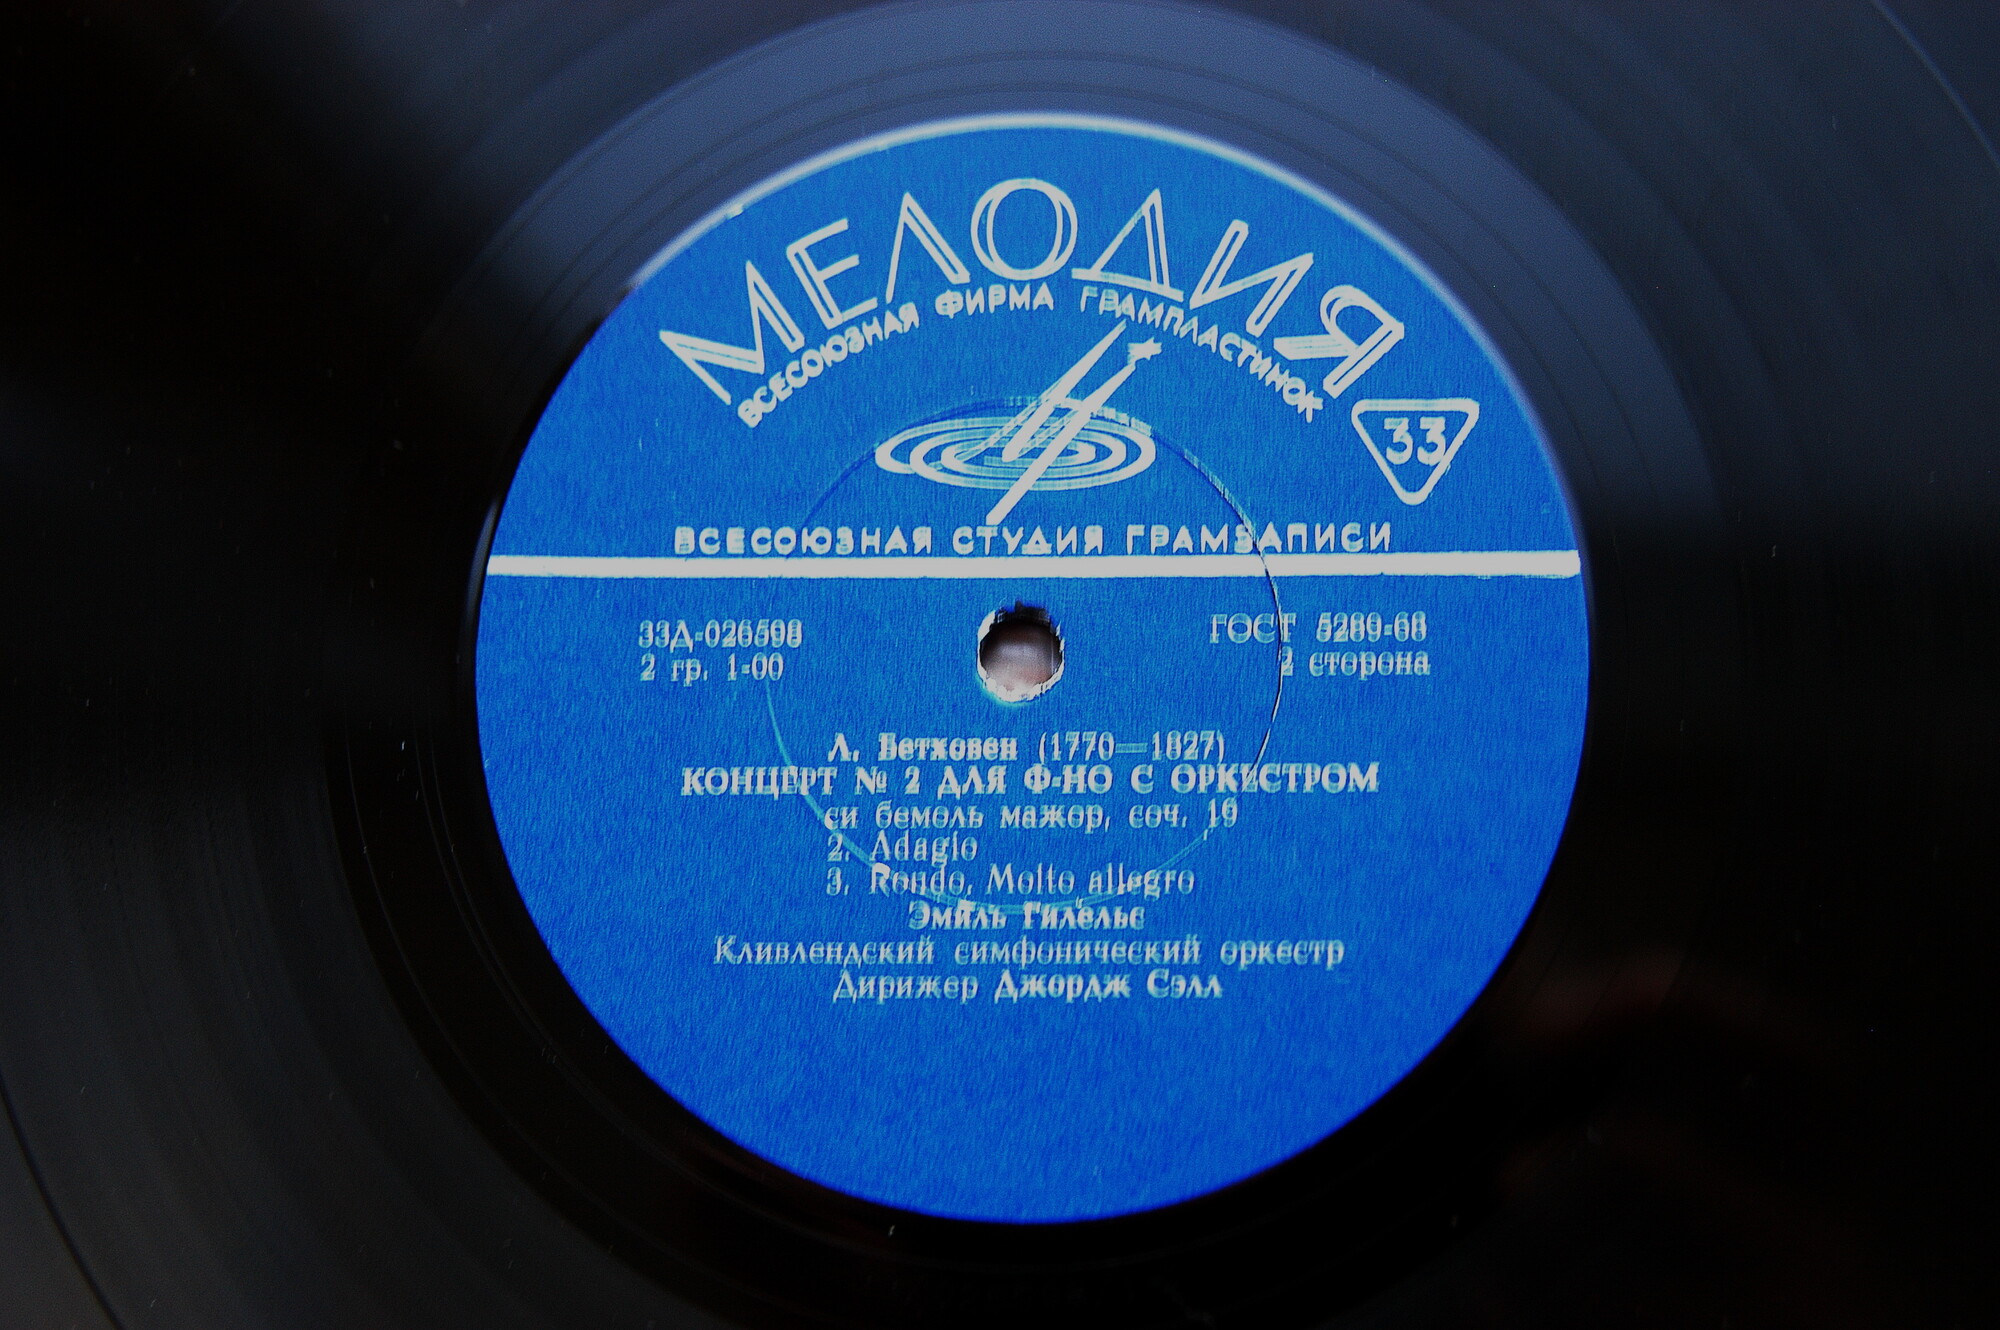 МЕЛОДИЯ
ВСЕСОЮЗНАЯ ФИРМА ГРАМПЛАСТИНОК
33
ВСЕСОЮЗНАЯ СТУДИЯ ГРАМЗАПИСИ
33Д-026598 ГОСТ 5289-68
2 гр. 1-00 2 сторона
Л. Бетховен (1770—1827)
КОНЦЕРТ № 2 ДЛЯ Ф-НО С ОРКЕСТРОМ
си бемоль мажор, соч. 19
2. Adagio
3. Rondo, Molto allegro
Эмиль Гилельс
Кливлендский симфонический оркестр
Дирижер Джордж Сэлл